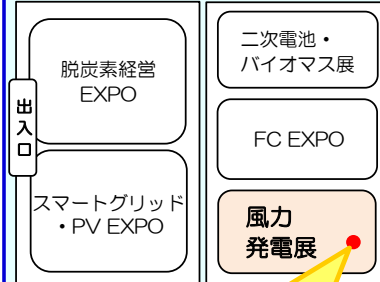 出入口
脱炭素経営
EXPO
スマートグリッド
・PV EXPO
二次電池・
バイオマス展
FC EXPO
風力
発電展